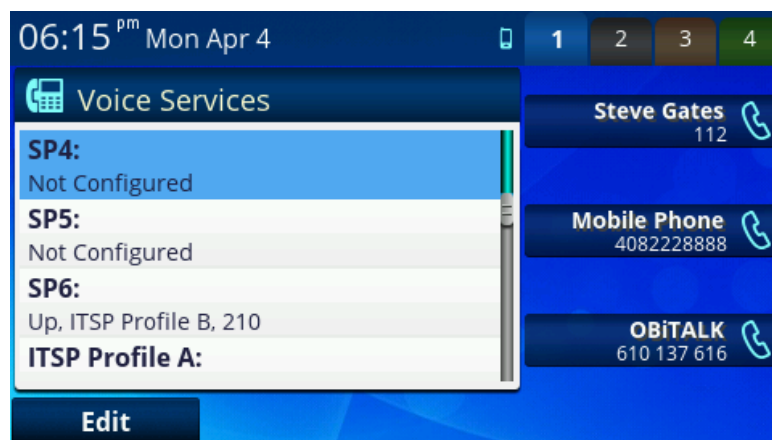 06:15 pm Mon Apr 4
1 2 3 4
Voice Services
SP4:
Not Configured
SP5:
Not Configured
SP6:
Up, ITSP Profile B, 210
ITSP Profile A:
Steve Gates
112
Mobile Phone
4082228888
OBiTALK
610 137 616
Edit